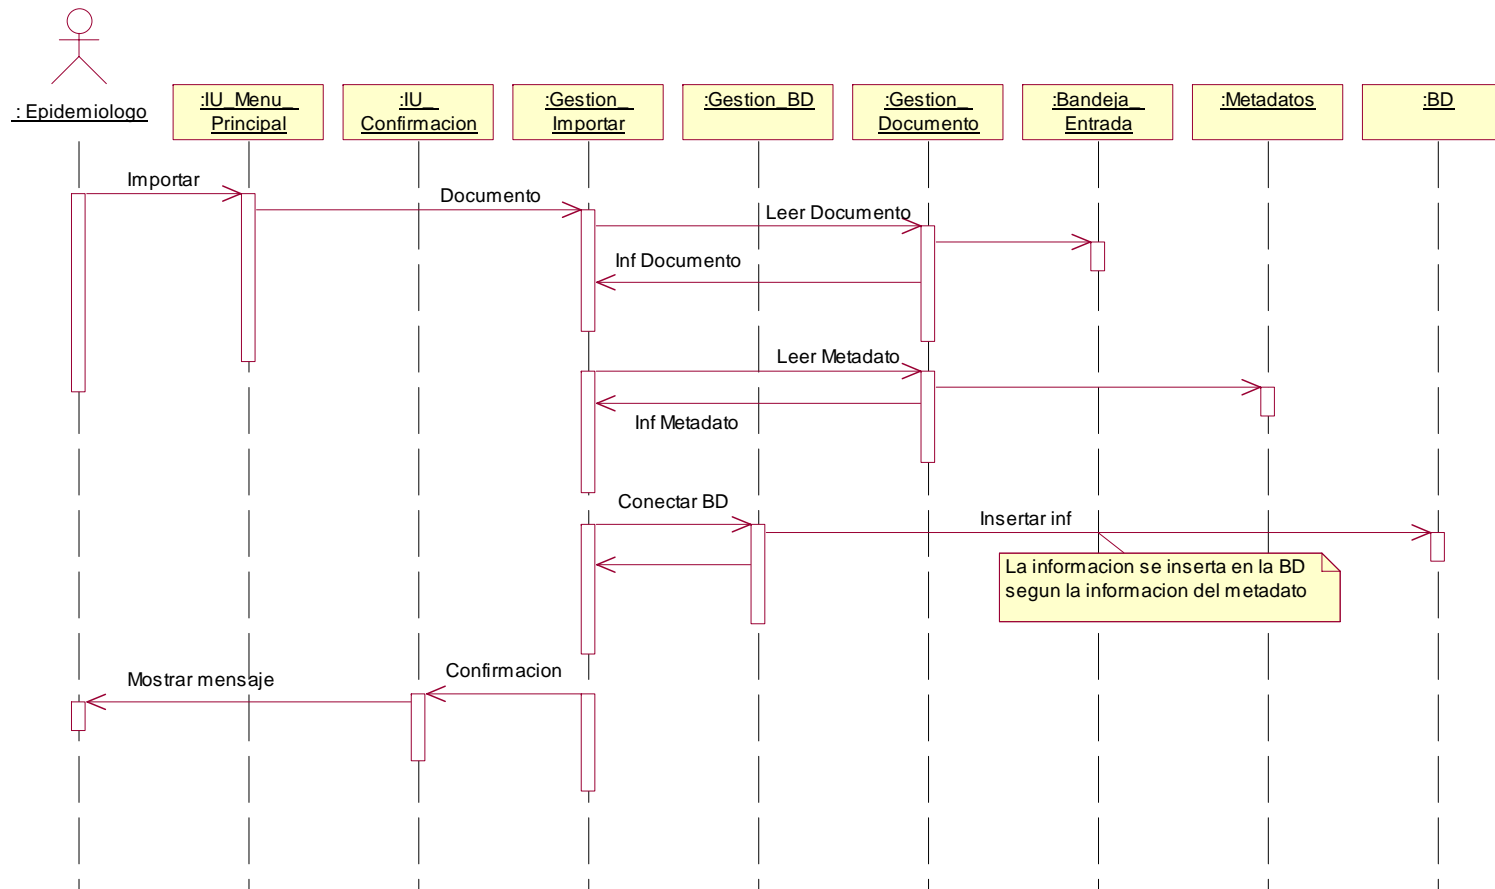 : Epidemiologo
:IU_Menu_
Principal
:IU_
Confirmacion
:Gestion_
Importar
:Gestion_BD
:Gestion_
Documento
:Bandeja_
Entrada
:Metadatos
:BD
Importar
Documento
Leer Documento
Inf Documento
Leer Metadato
Inf Metadato
Conectar BD
Insertar inf
La informacion se inserta en la BD
segun la informacion del metadato
Confirmacion
Mostrar mensaje